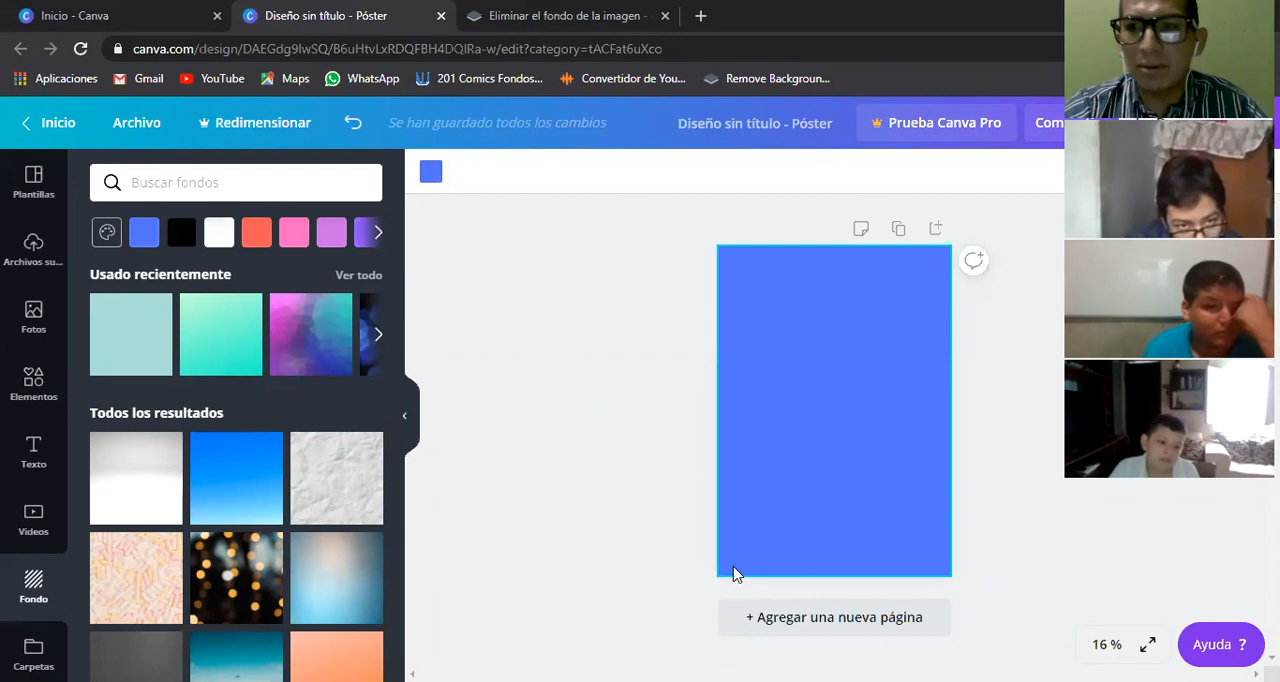 Inicio - Canva
Diseño sin título - Póster
Eliminar el fondo de la imagen -
canva.com/design/DAEGdg9IwSQ/B6uHtvLxRDQFBH4DQIRa-w/edit?category=tACFat6uXco
Aplicaciones
Gmail
YouTube
Maps
WhatsApp
201 Comics Fondos...
Convertidor de You...
Remove Backgroun...
Inicio
Archivo
Redimensionar
Se han guardado todos los cambios
Diseño sin título - Póster
Prueba Canva Pro
Com
Plantillas
Archivos su...
Fotos
Elementos
Texto
Videos
Fondo
Carpetas
Buscar fondos
Usado recientemente
Ver todo
Todos los resultados
+ Agregar una nueva página
16 %
Ayuda ?